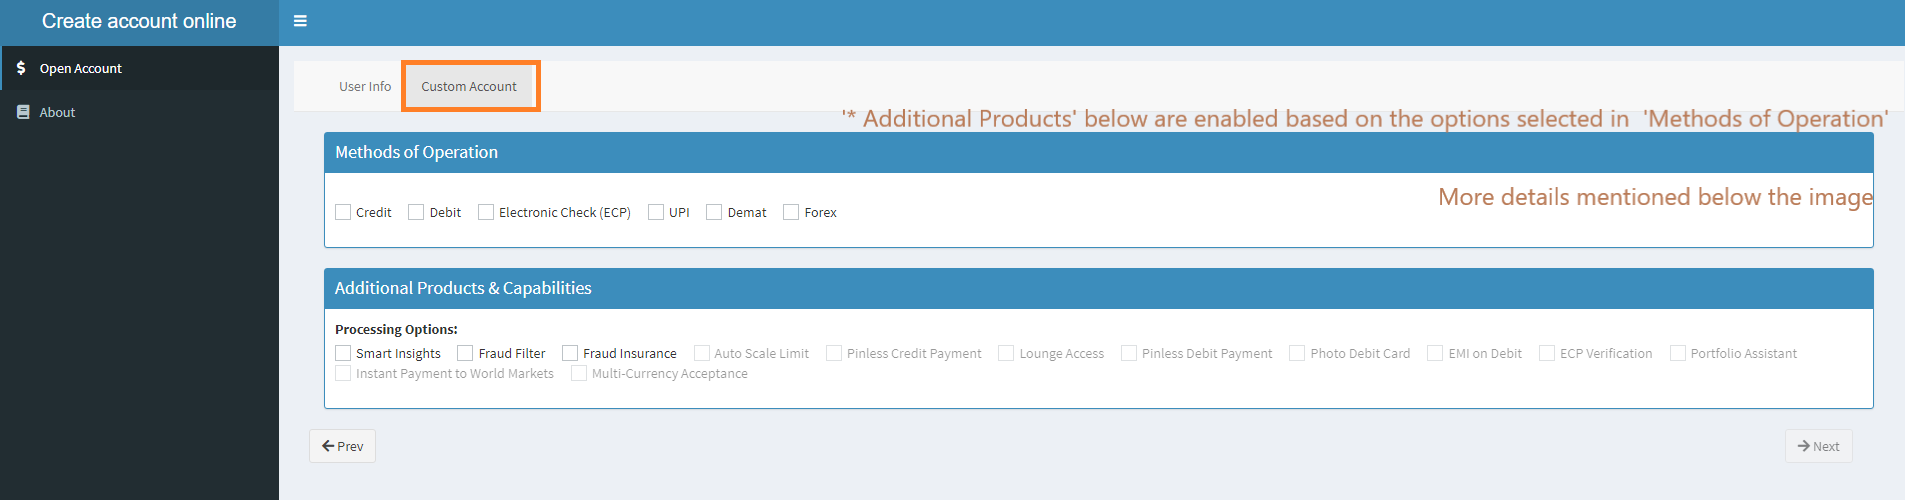 Create account online
Open Account
About
User Info Custom Account
'* Additional Products' below are enabled based on the options selected in 'Methods of Operation'
Methods of Operation
More details mentioned below the image
Credit Debit Electronic Check (ECP) UPI Demat Forex
Additional Products & Capabilities
Processing Options:
Smart Insights Fraud Filter Fraud Insurance Auto Scale Limit Pinless Credit Payment Lounge Access Pinless Debit Payment Photo Debit Card EMI on Debit ECP Verification Portfolio Assistant
Instant Payment to World Markets Multi-Currency Acceptance
Prev Next